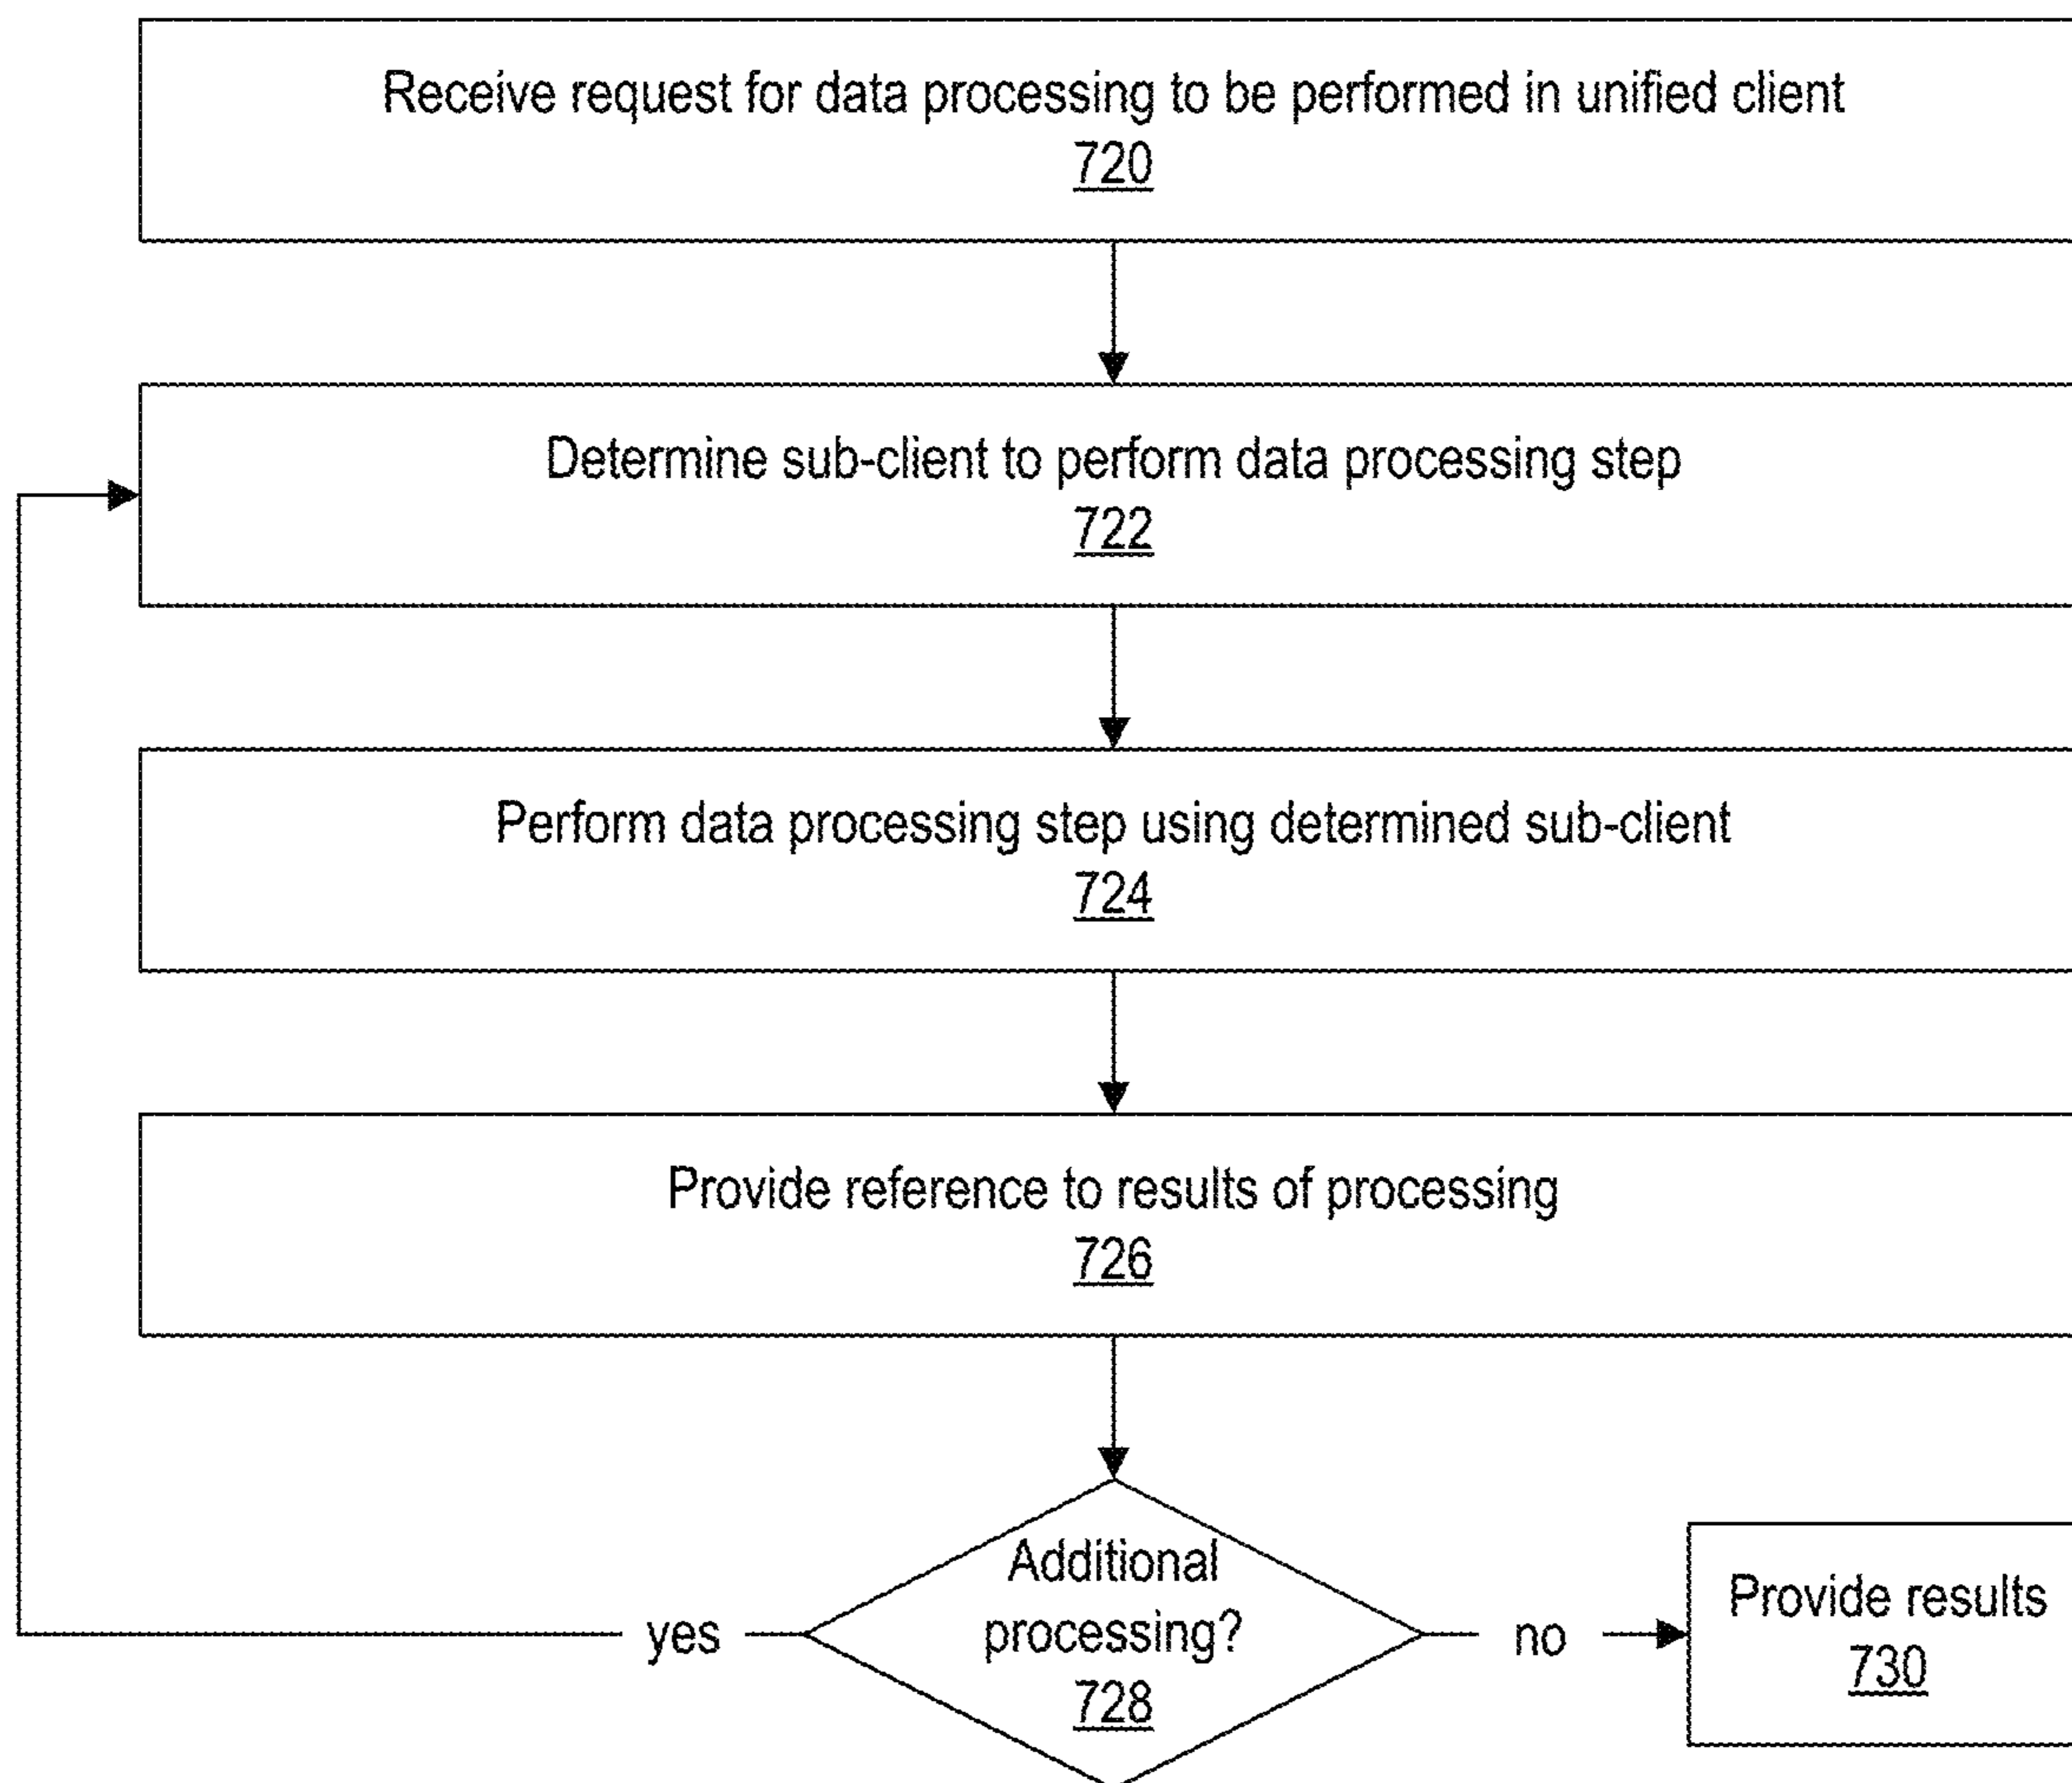 Receive request for data processing to be performed in unified client
720
Determine sub-client to perform data processing step
722
Perform data processing step using determined sub-client
724
Provide reference to results of processing
726
Additional
processing?
728
yes
no
Provide results
730